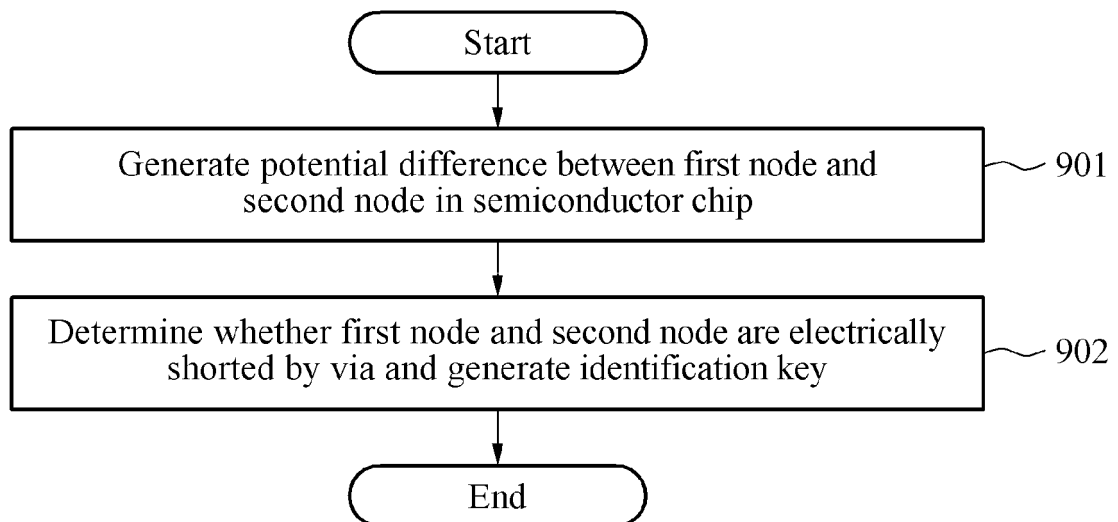 Start
Generate potential difference between first node and
second node in semiconductor chip
901
Determine whether first node and second node are electrically
shorted by via and generate identification key
902
End